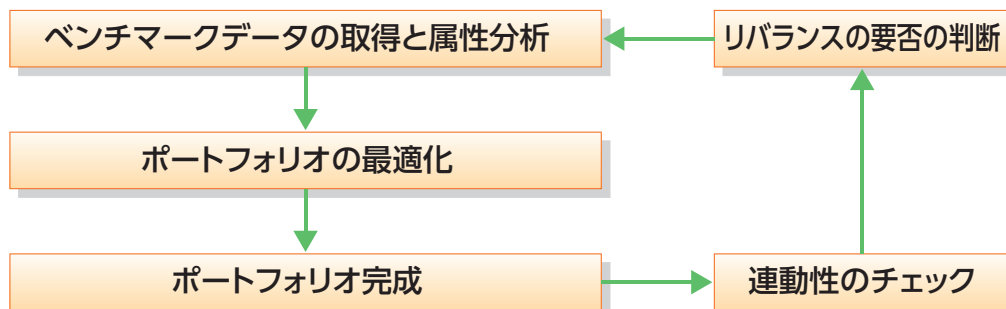 ベンチマークデータの取得と属性分析
リバランスの要否の判断
ポートフォリオの最適化
ポートフォリオ完成
連動性のチェック